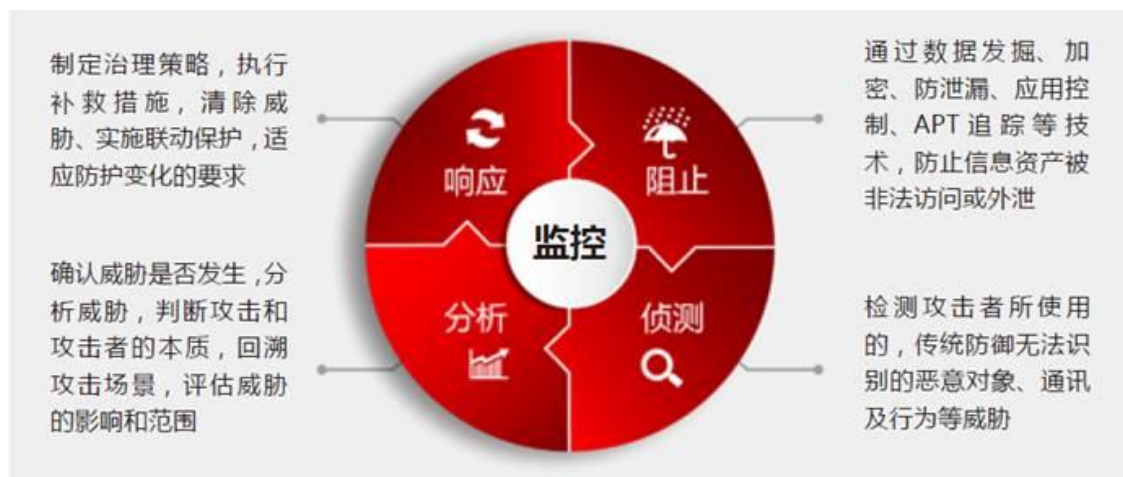 制定治理策略，执行
补救措施，清除威
胁、实施联动保护，适
应防护变化的要求
通过数据发掘、加
密、防泄漏、应用控
制、APT追踪等技
术，防止信息资产被
非法访问或外泄
响应
阻止
监控
分析
侦测
确认威胁是否发生，分
析威胁，判断攻击和
攻击者的本质，回溯
攻击场景，评估威胁
的影响和范围
检测攻击者所使用
的，传统防御无法识
别的恶意对象、通讯
及行为等威胁